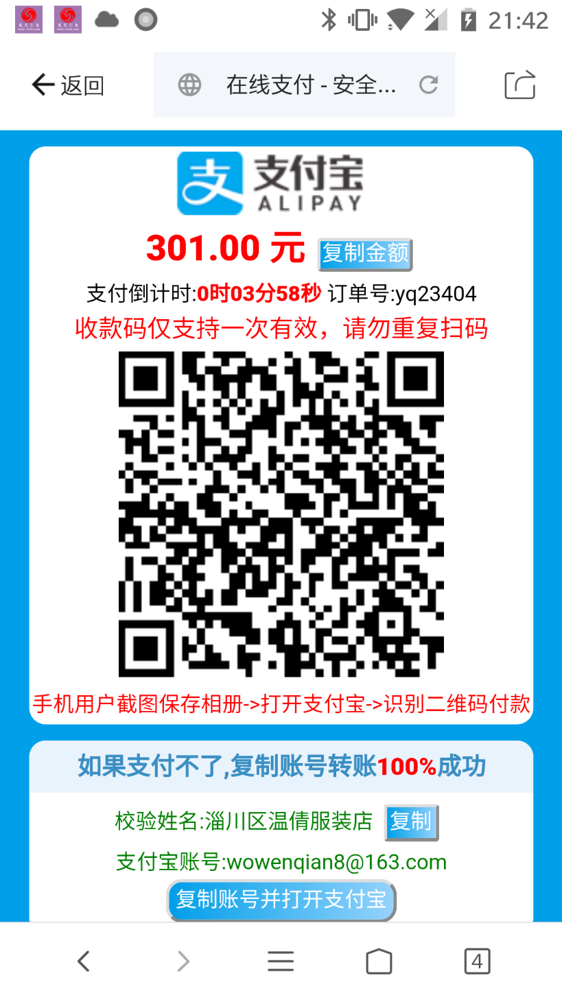 21:42
返回
在线支付 - 安全...
支 支付宝
ALIPAY
301.00 元 复制金额
支付倒计时:0时03分58秒 订单号:yq23404
收款码仅支持一次有效，请勿重复扫码
手机用户截图保存相册->打开支付宝->识别二维码付款
如果支付不了,复制账号转账100%成功
校验姓名:淄川区温倩服装店 复制
支付宝账号:wowenqian8@163.com
复制账号并打开支付宝
4